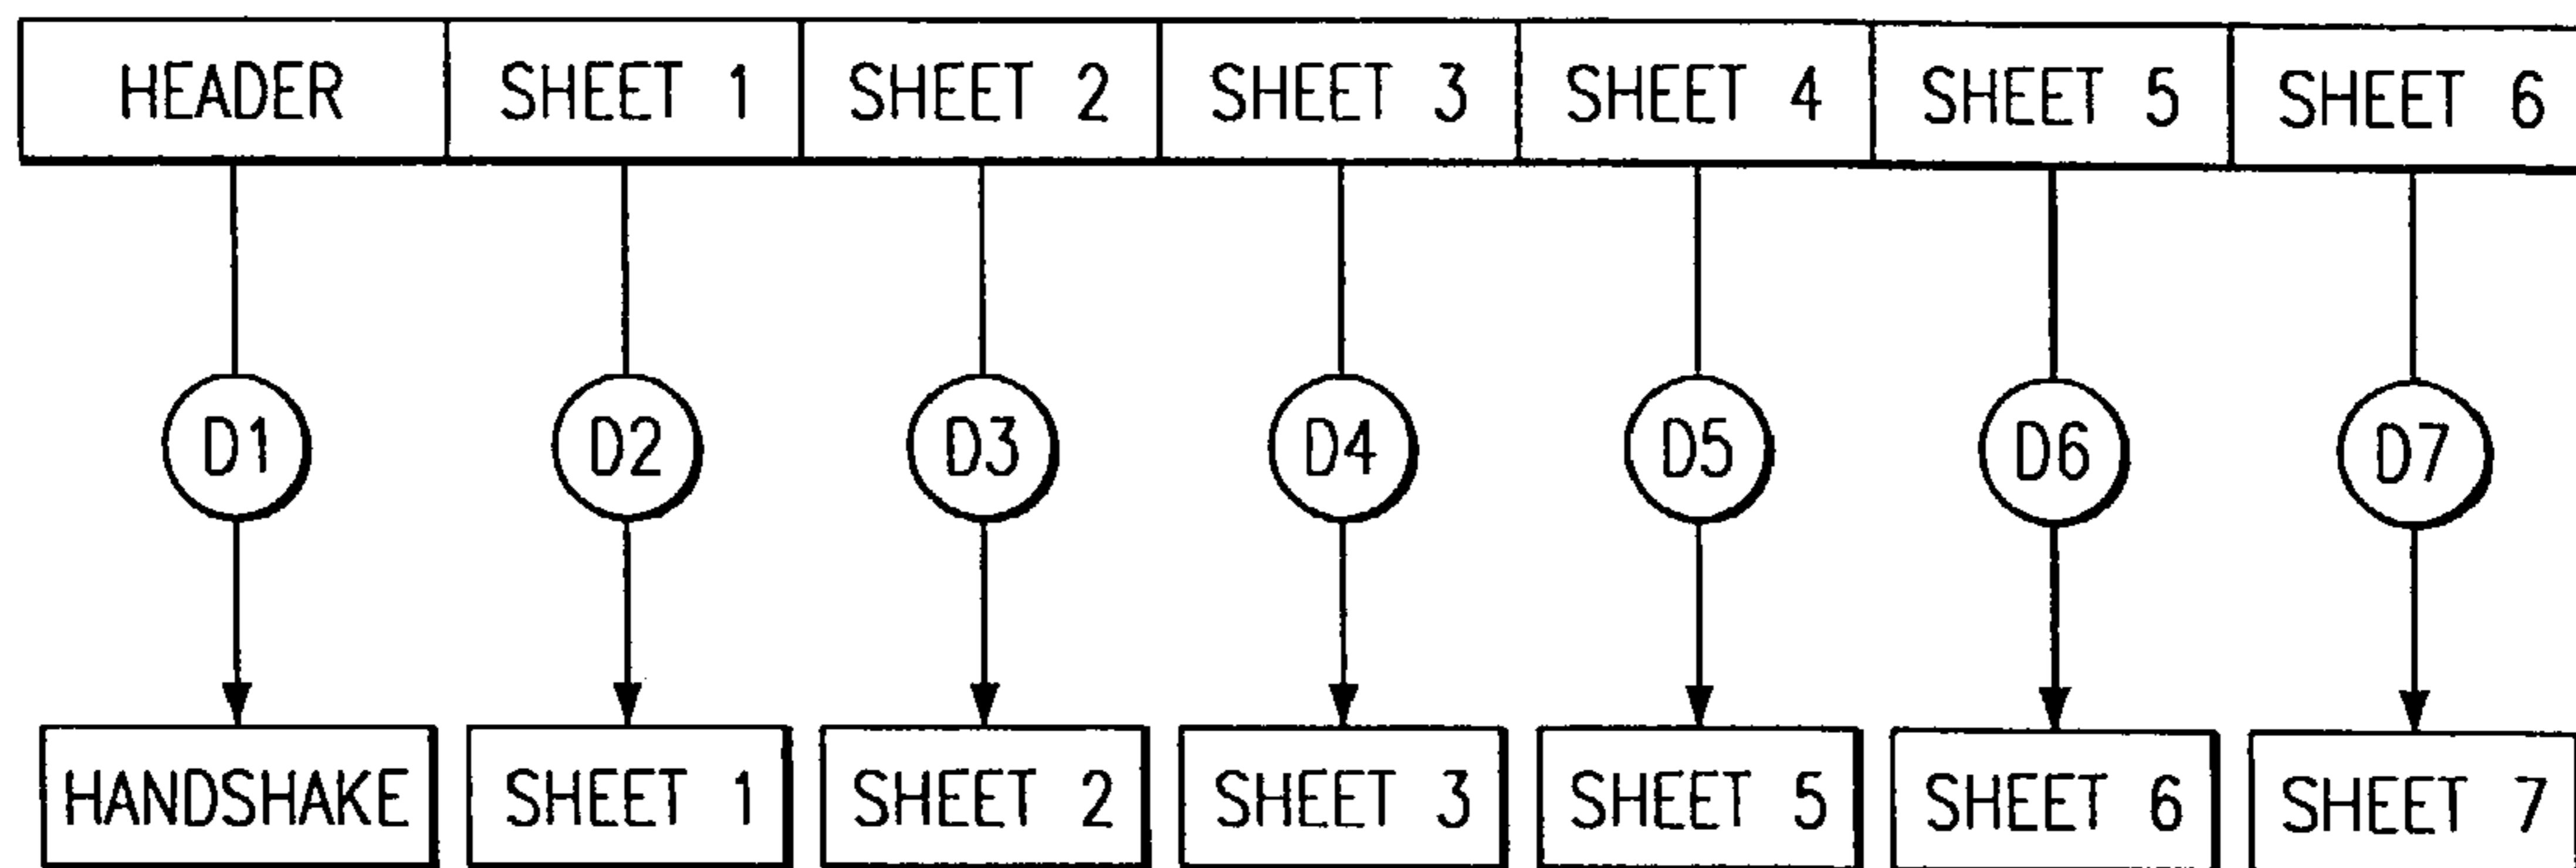 HEADER SHEET 1 SHEET 2 SHEET 3 SHEET 4 SHEET 5 SHEET 6
D1 D2 D3 D4 D5 D6 D7
HANDSHAKE SHEET 1 SHEET 2 SHEET 3 SHEET 5 SHEET 6 SHEET 7